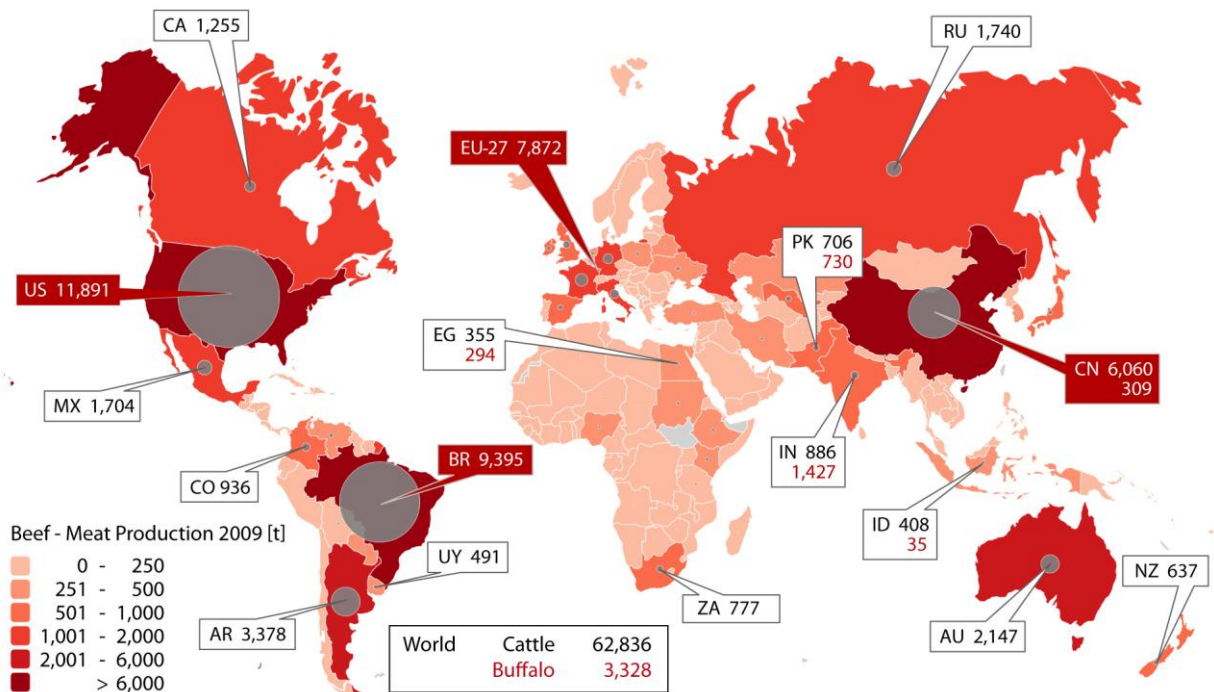 CA 1,255
RU 1,740
EU-27 7,872
PK 706
730
US 11,891
EG 355
294
CN 6,060
309
MX 1,704
IN 886
1,427
BR 9,395
CO 936
ID 408
35
UY 491
NZ 637
ZA 777
AR 3,378
AU 2,147
Beef - Meat Production 2009 [t]
0 - 250
251 - 500
501 - 1,000
1,001 - 2,000
2,001 - 6,000
> 6,000
World Cattle 62,836
Buffalo 3,328